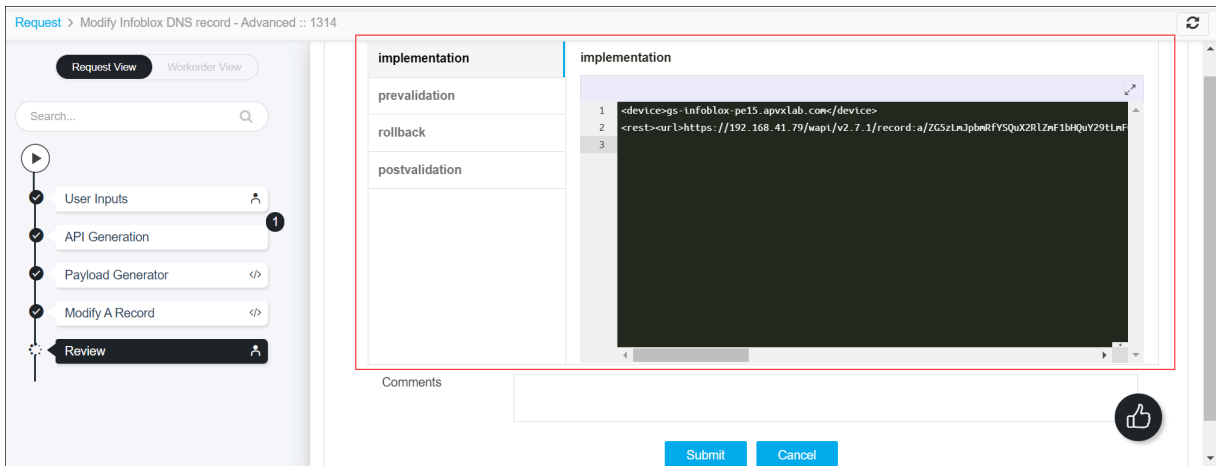 Request > Modify Infoblox DNS record - Advanced :: 1314
Request View Workorder View
Search...
User Inputs
1
API Generation
Payload Generator </>
Modify A Record </>
Review
implementation
prevalidation
rollback
postvalidation
implementation
1 <device>gs-infoblox-pe15.apvxlab.com</device>
2 <rest><url>https://192.168.41.79/wapi/v2.7.1/record:a/ZG5zLmJpbmRfYSQuX2RlZmF1bHQuY29tLmF
3
Comments
Submit Cancel